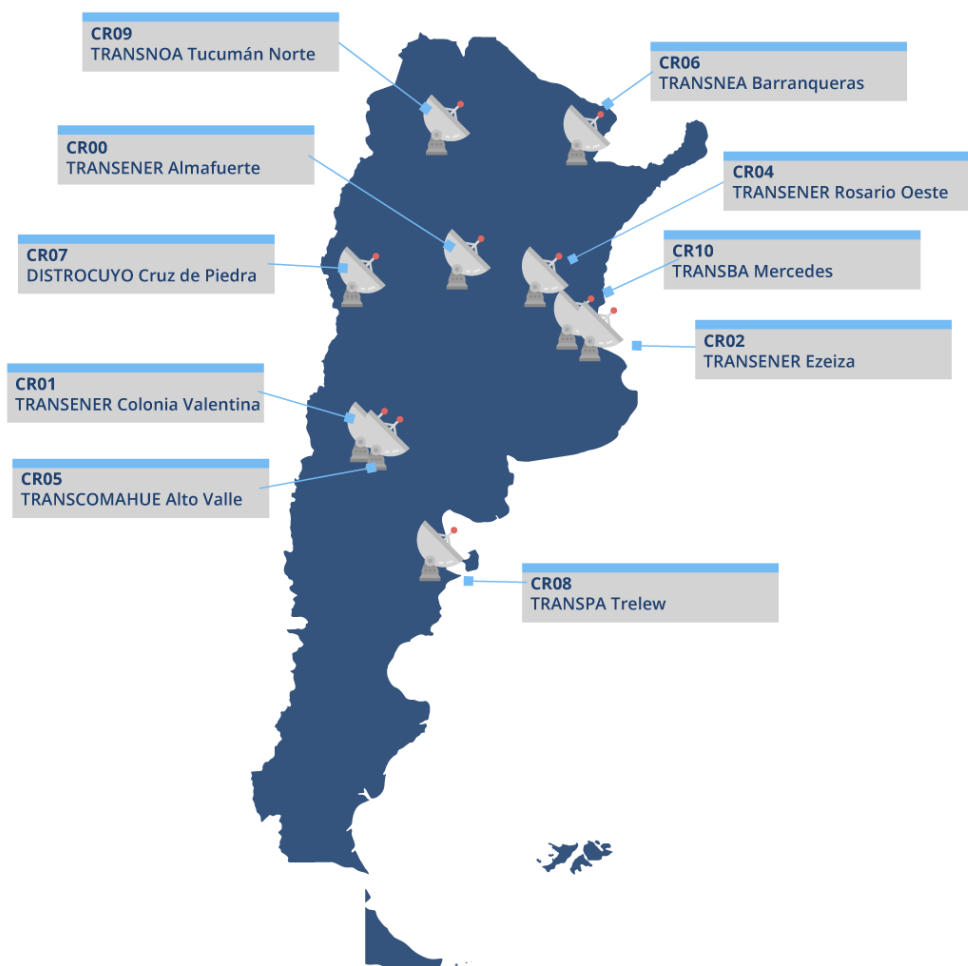 CR09
TRANSNOA Tucumán Norte
CR06
TRANSNEA Barranqueras
CR00
TRANSENER Almafuerte
CR04
TRANSENER Rosario Oeste
CR07
DISTROCUYO Cruz de Piedra
CR10
TRANSBA Mercedes
CR02
TRANSENER Ezeiza
CR01
TRANSENER Colonia Valentina
CR05
TRANSCOMAHUE Alto Valle
CR08
TRANSPA Trelew